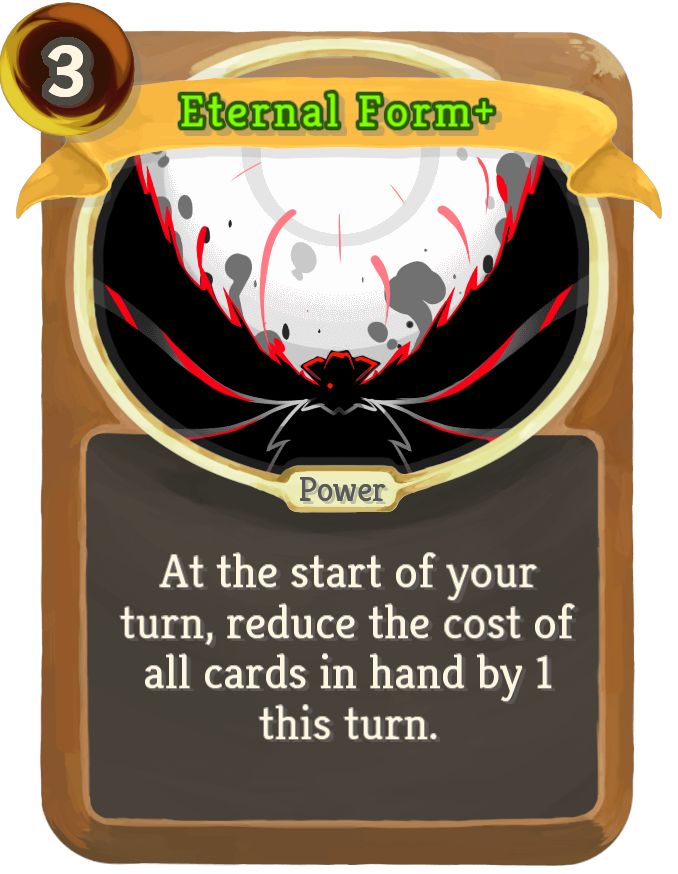 3
Eternal Form+
Power
At the start of your
turn, reduce the cost of
all cards in hand by 1
this turn.